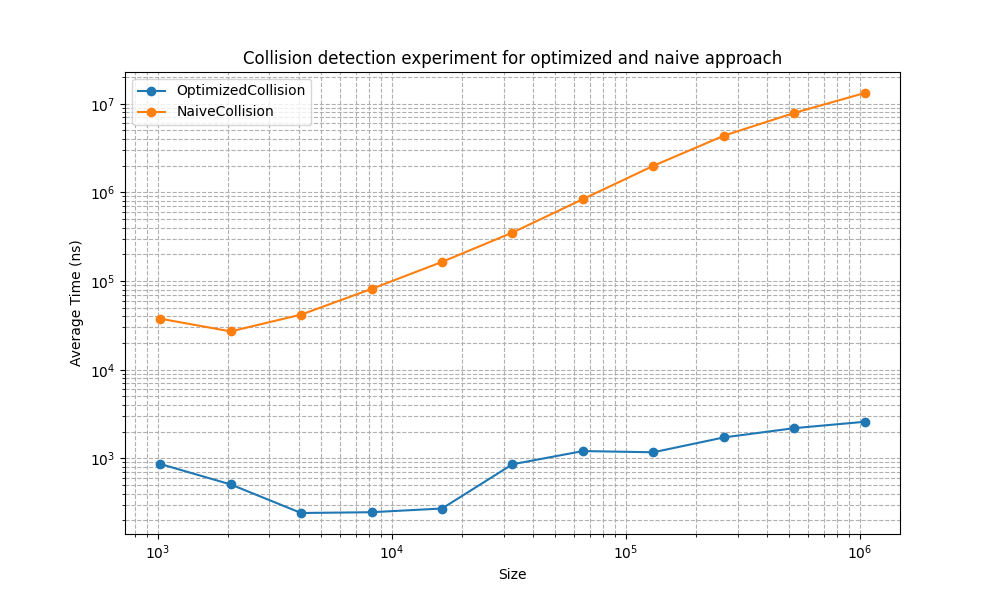 Collision detection experiment for optimized and naive approach
OptimizedCollision
NaiveCollision
Average Time (ns)
10⁷
10⁶
10⁵
10⁴
10³
10³ 10⁴ 10⁵ 10⁶
Size